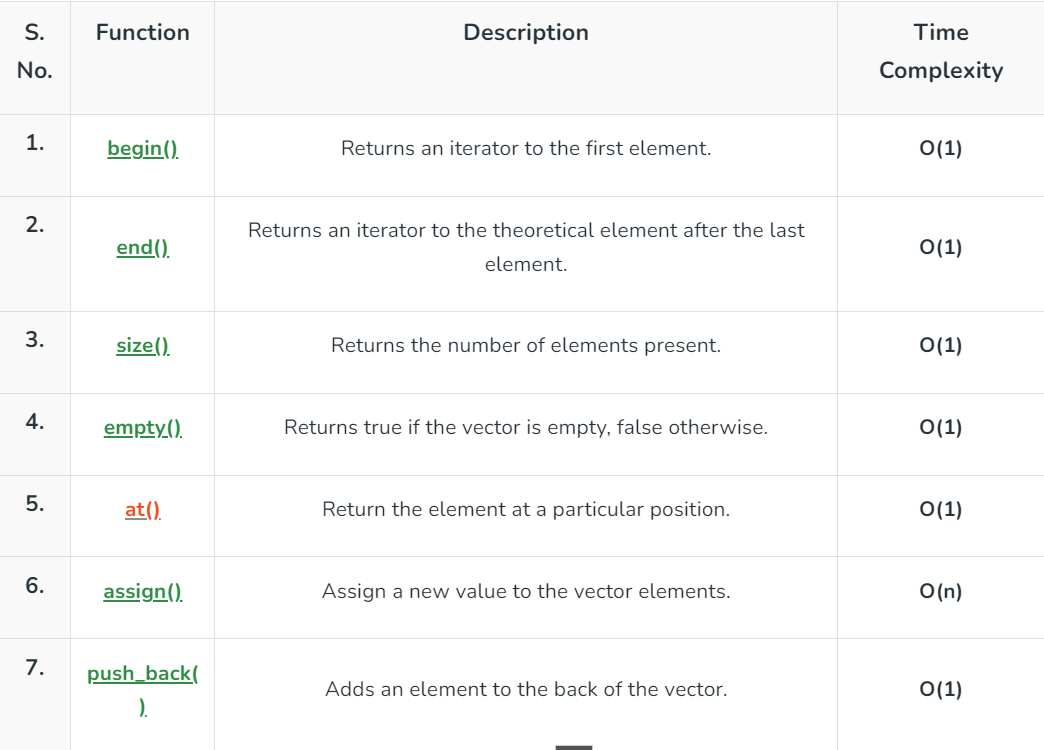 S. No. Function Description Time Complexity
1. begin() Returns an iterator to the first element. O(1)
2. end() Returns an iterator to the theoretical element after the last element. O(1)
3. size() Returns the number of elements present. O(1)
4. empty() Returns true if the vector is empty, false otherwise. O(1)
5. at() Return the element at a particular position. O(1)
6. assign() Assign a new value to the vector elements. O(n)
7. push_back() Adds an element to the back of the vector. O(1)